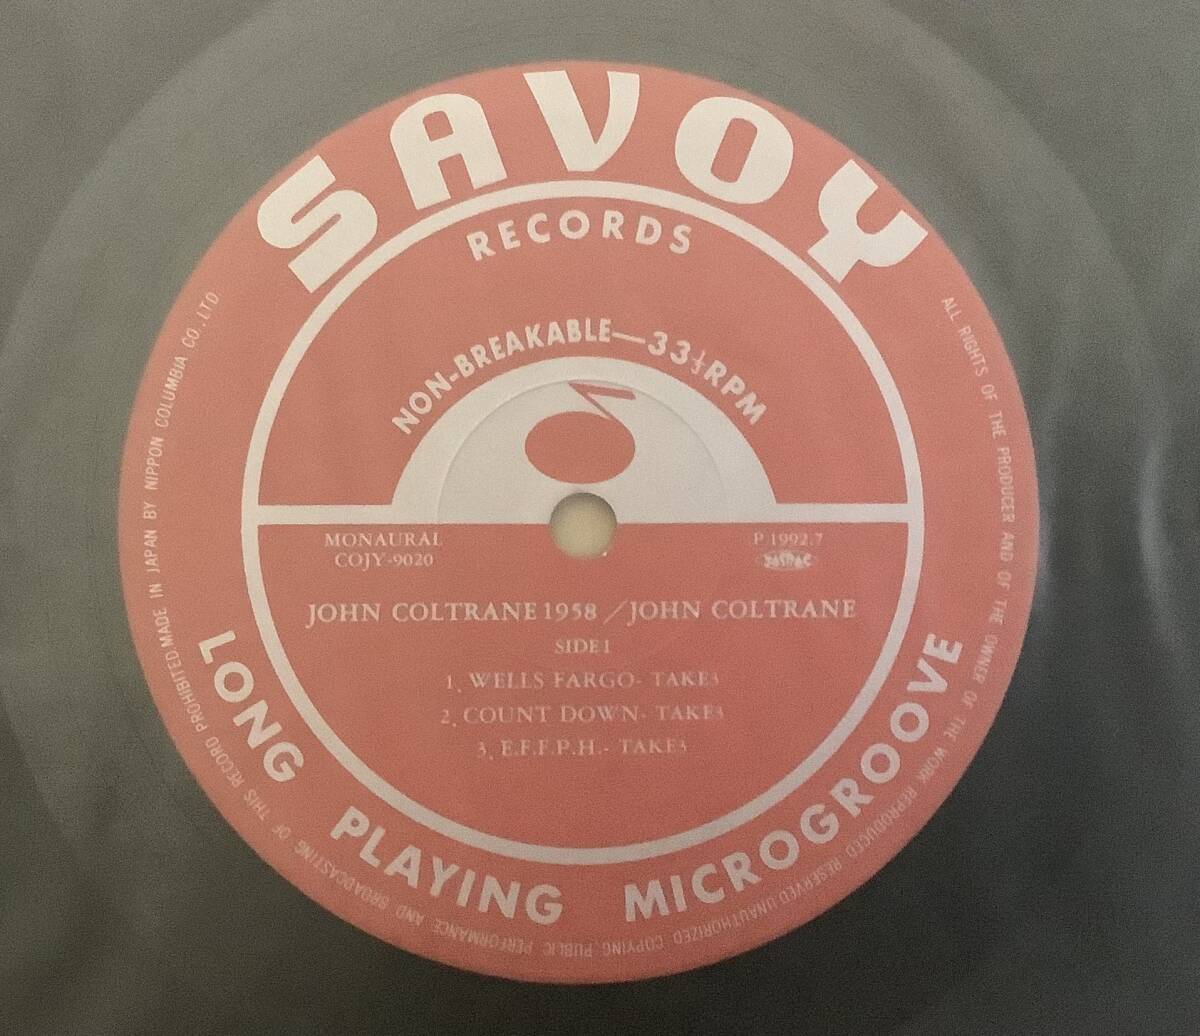 SAVOY
RECORDS
NON-BREAKABLE—33⅓RPM
MONAURAL
COJY-9020
P 1992.7
JOHN COLTRANE 1958 / JOHN COLTRANE
SIDE 1
1. WELLS FARGO- TAKE3
2. COUNT DOWN- TAKE3
3. E.F.F.P.H.- TAKE3
LONG PLAYING MICROGROOVE
ALL RIGHTS OF THE PRODUCER AND OF THE OWNER OF THE WORK REPRODUCED RESERVED.UNAUTHORIZED COPYING,PUBLIC PERFORMANCE AND BROADCASTING OF THIS RECORD PROHIBITED.MADE IN JAPAN BY NIPPON COLUMBIA CO.,LTD